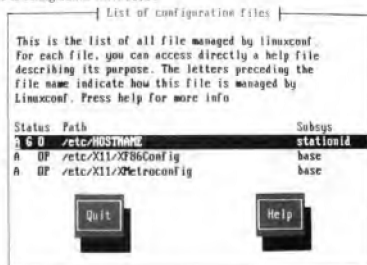 List of configuration files
This is the list of all file managed by linuxconf.
For each file, you can access directly a help file
describing its purpose. The letters preceding the
file name indicate how this file is managed by
Linuxconf. Press help for more info
Status Path Subsys
/etc/HOSTNAME stationid
A OP /etc/X11/XF86Config base
A OP /etc/X11/XMetroconfig base
Quit Help